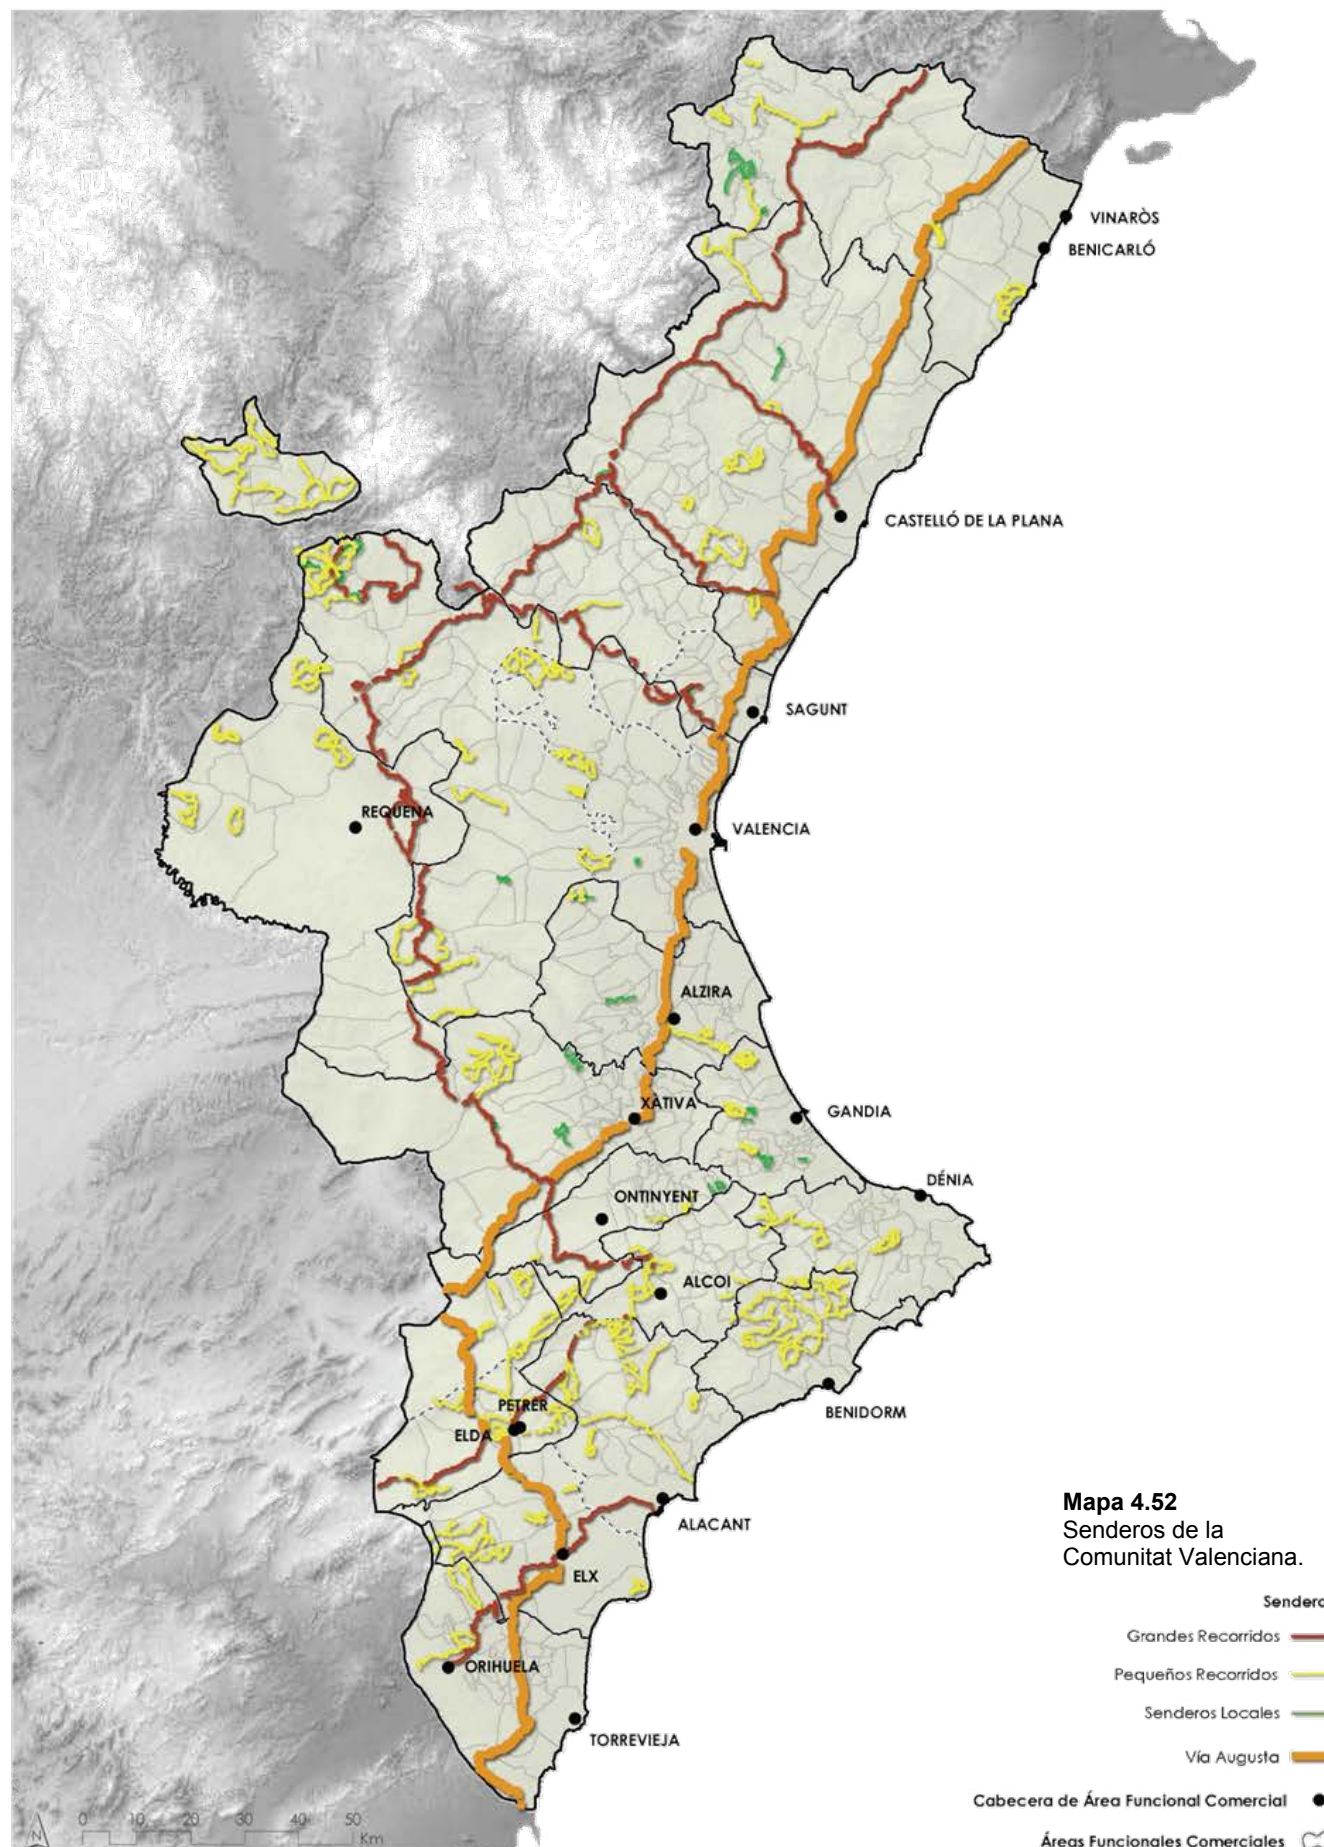 VINARÒS
BENICARLÓ
CASTELLÓ DE LA PLANA
SAGUNT
REQUENA
VALENCIA
ALZIRA
XÀTIVA
GANDIA
DÉNIA
ONTINYENT
ALCOI
BENIDORM
PETRER
ELDA
ALACANT
ELX
ORIHUELA
TORREVIEJA
Mapa 4.52
Senderos de la
Comunitat Valenciana.
Sendero
Grandes Recorridos
Pequeños Recorridos
Senderos Locales
Vía Augusta
Cabecera de Área Funcional Comercial
Áreas Funcionales Comerciales
N
0 10 20 30 40 50
Km